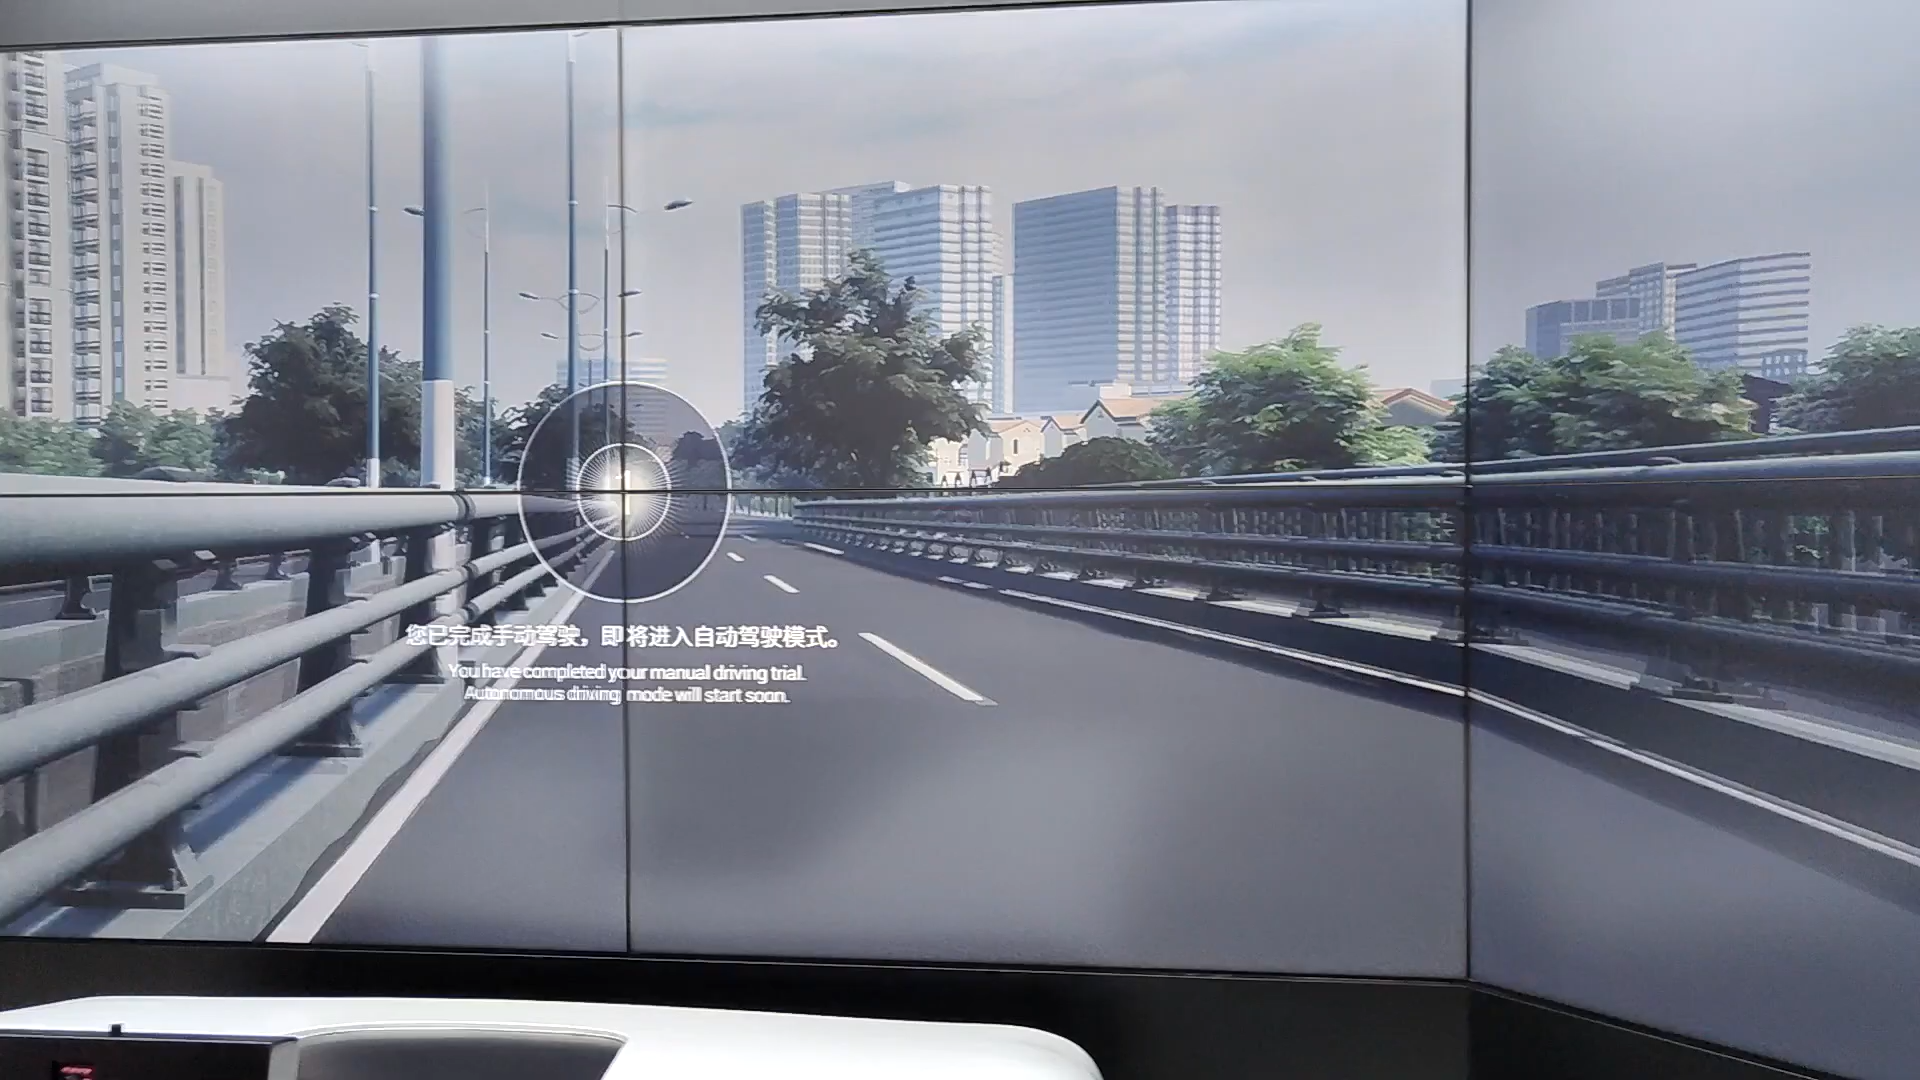 您已完成手动驾驶，即将进入自动驾驶模式。
You have completed your manual driving trial.
Autonomous driving mode will start soon.